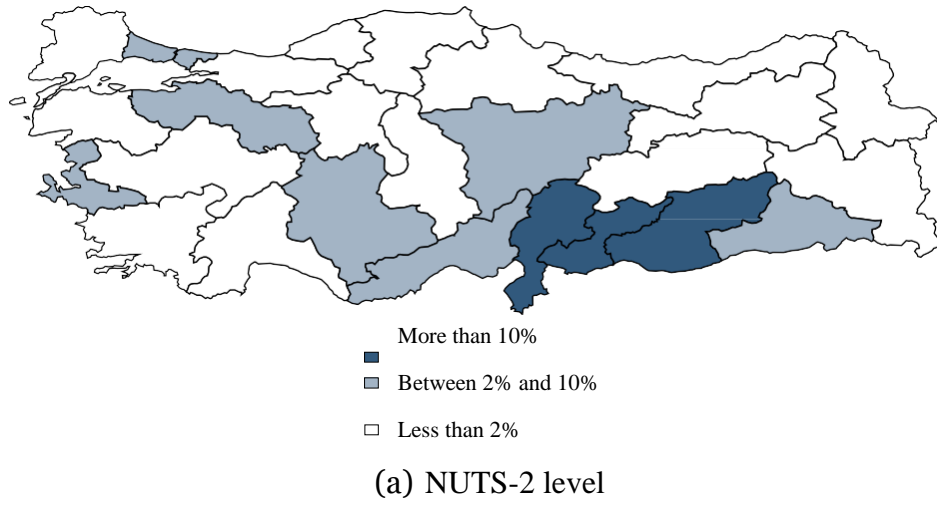 More than 10%
Between 2% and 10%
Less than 2%
(a) NUTS-2 level